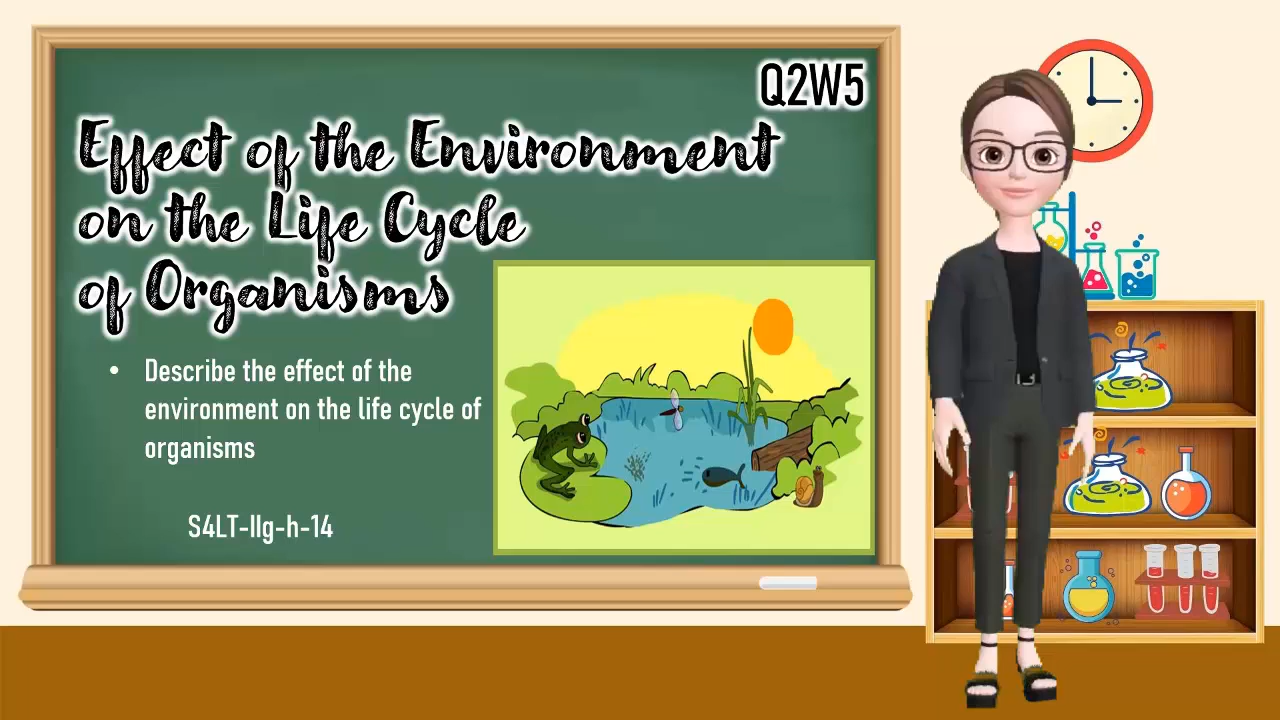 Q2W5
Effect of the Environment
on the Life Cycle
of Organisms
• Describe the effect of the
environment on the life cycle of
organisms
S4LT-IIg-h-14